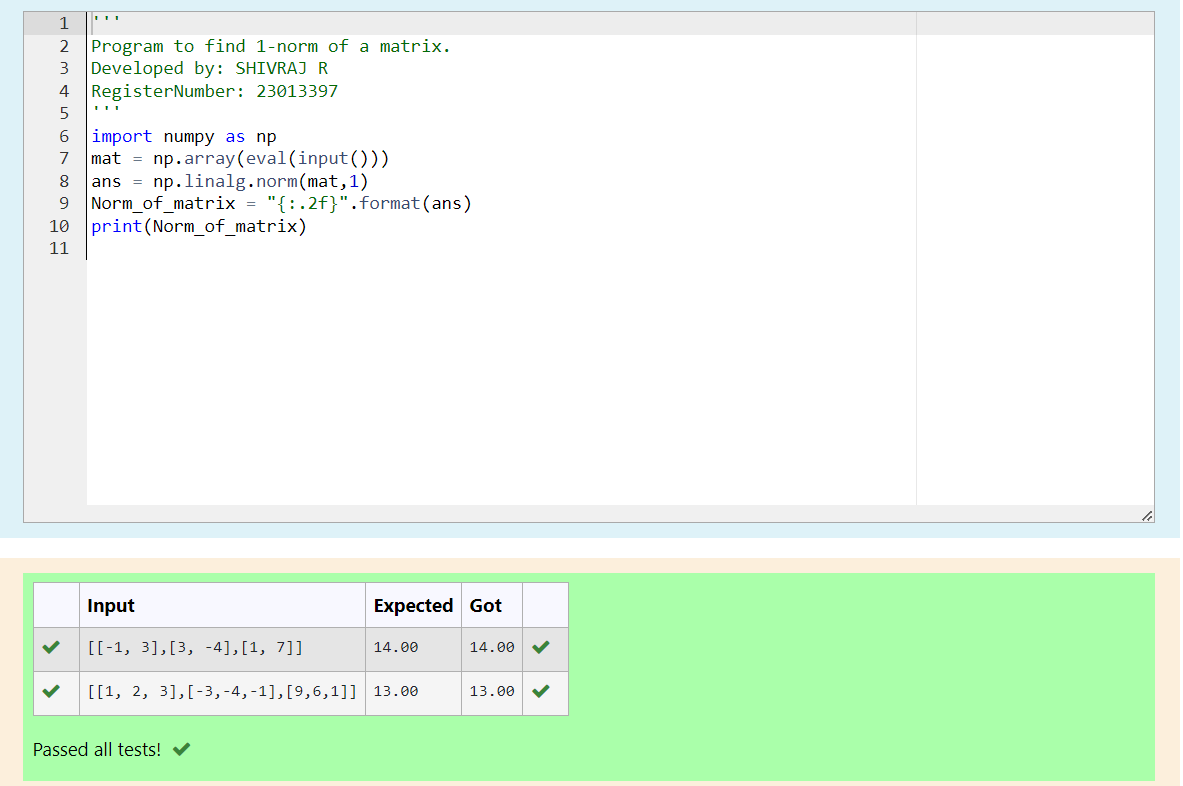 1 '''
2 Program to find 1-norm of a matrix.
3 Developed by: SHIVRAJ R
4 RegisterNumber: 23013397
5 '''
6 import numpy as np
7 mat = np.array(eval(input()))
8 ans = np.linalg.norm(mat,1)
9 Norm_of_matrix = "{:.2f}".format(ans)
10 print(Norm_of_matrix)
11
Input Expected Got
[[-1, 3],[3, -4],[1, 7]] 14.00 14.00
[[1, 2, 3],[-3,-4,-1],[9,6,1]] 13.00 13.00
Passed all tests!